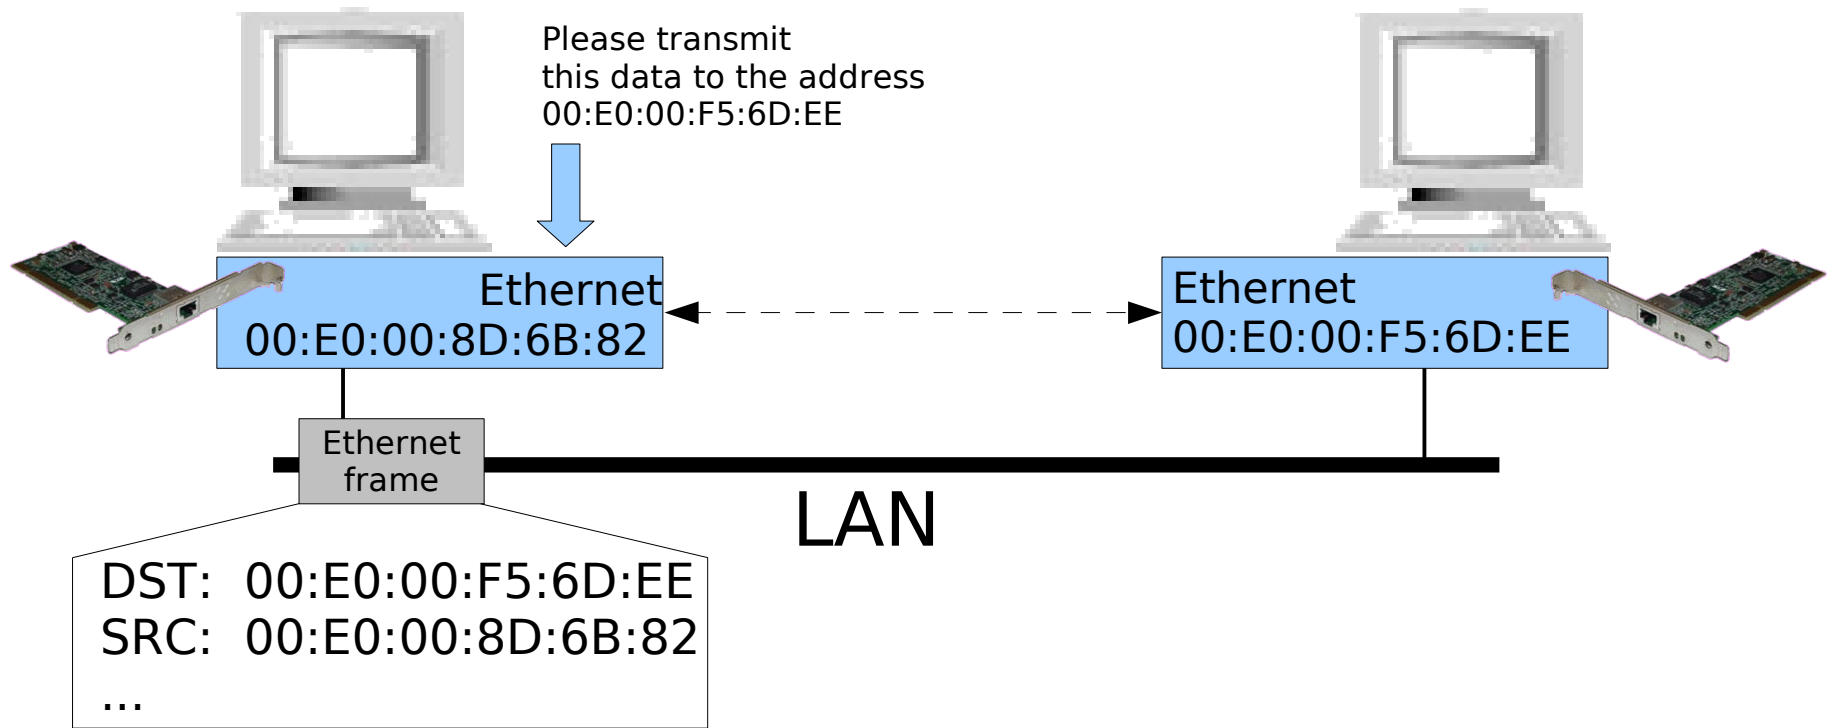 Please transmit
this data to the address
00:E0:00:F5:6D:EE
Ethernet
00:E0:00:8D:6B:82
Ethernet
00:E0:00:F5:6D:EE
Ethernet
frame
LAN
DST: 00:E0:00:F5:6D:EE
SRC: 00:E0:00:8D:6B:82
...